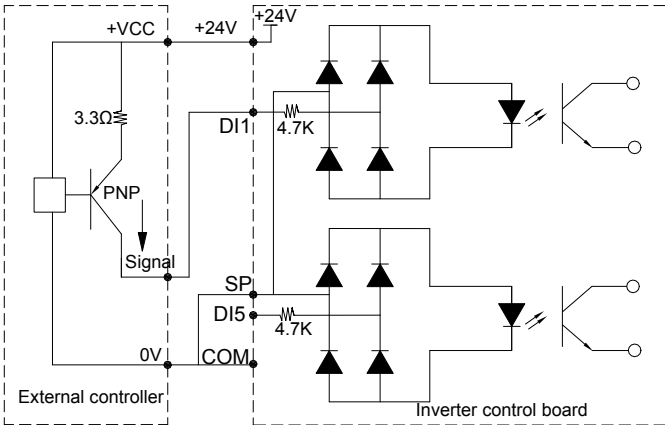 +VCC
+24V
+24V
3.3Ω
DI1
4.7K
PNP
Signal
SP
DI5
4.7K
0V
COM
External controller
Inverter control board